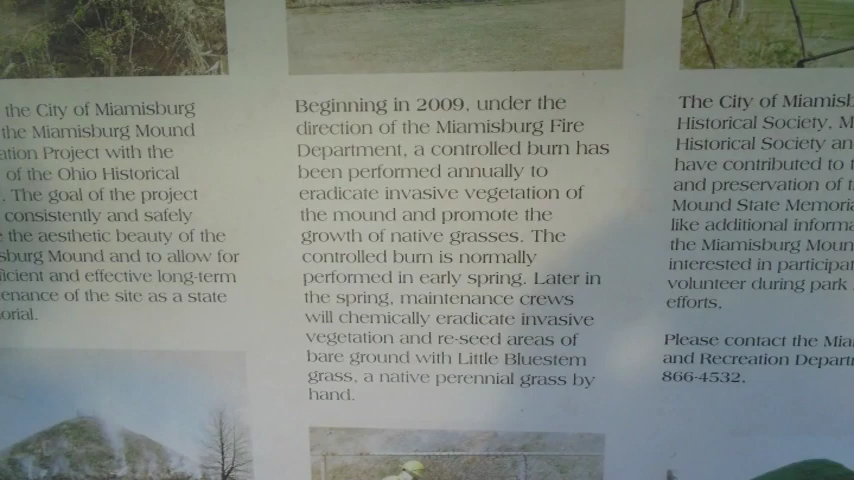 the City of Miamisburg
the Miamisburg Mound
ation Project with the
of the Ohio Historical
. The goal of the project
consistently and safely
e the aesthetic beauty of the
sburg Mound and to allow for
ficient and effective long-term
enance of the site as a state
orial.
Beginning in 2009, under the
direction of the Miamisburg Fire
Department, a controlled burn has
been performed annually to
eradicate invasive vegetation of
the mound and promote the
growth of native grasses. The
controlled burn is normally
performed in early spring. Later in
the spring, maintenance crews
will chemically eradicate invasive
vegetation and re-seed areas of
bare ground with Little Bluestem
grass, a native perennial grass by
hand.
The City of Miamisb
Historical Society, M
Historical Society an
have contributed to t
and preservation of t
Mound State Memoria
like additional informa
the Miamisburg Moun
interested in participat
volunteer during park
efforts.
Please contact the Mia
and Recreation Depart
866-4532.